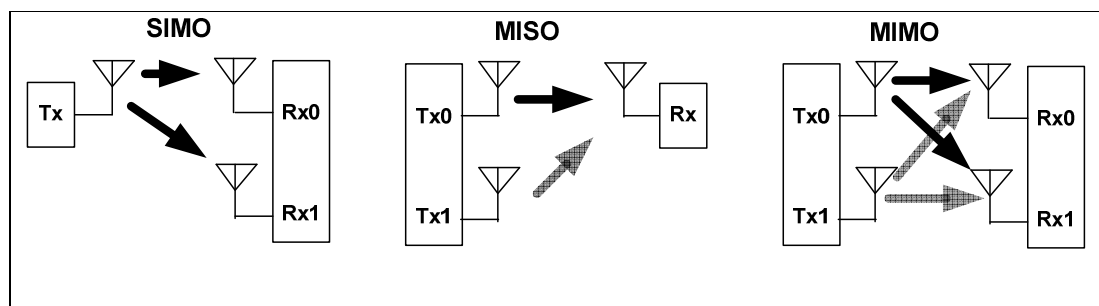 SIMO
MISO
MIMO
Tx
Rx0
Rx1
Tx0
Tx1
Rx
Tx0
Tx1
Rx0
Rx1